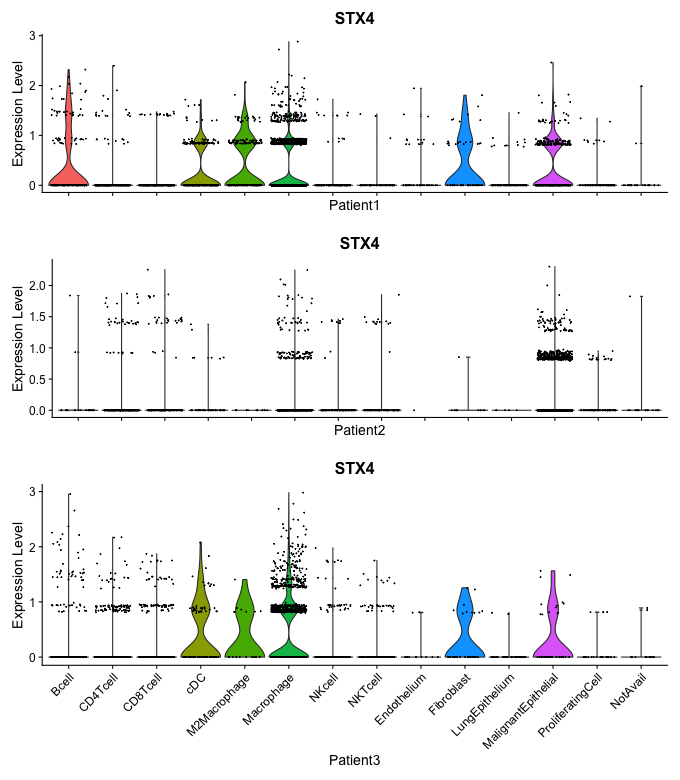 STX4
Expression Level
3
2
1
0
Patient1
STX4
Expression Level
2.0
1.5
1.0
0.5
0.0
Patient2
STX4
Expression Level
3
2
1
0
Bcell
CD4Tcell
CD8Tcell
cDC
M2Macrophage
Macrophage
NKcell
NKTcell
Endothelium
Fibroblast
LungEpithelium
MalignantEpithelial
ProliferatingCell
NotAvail
Patient3